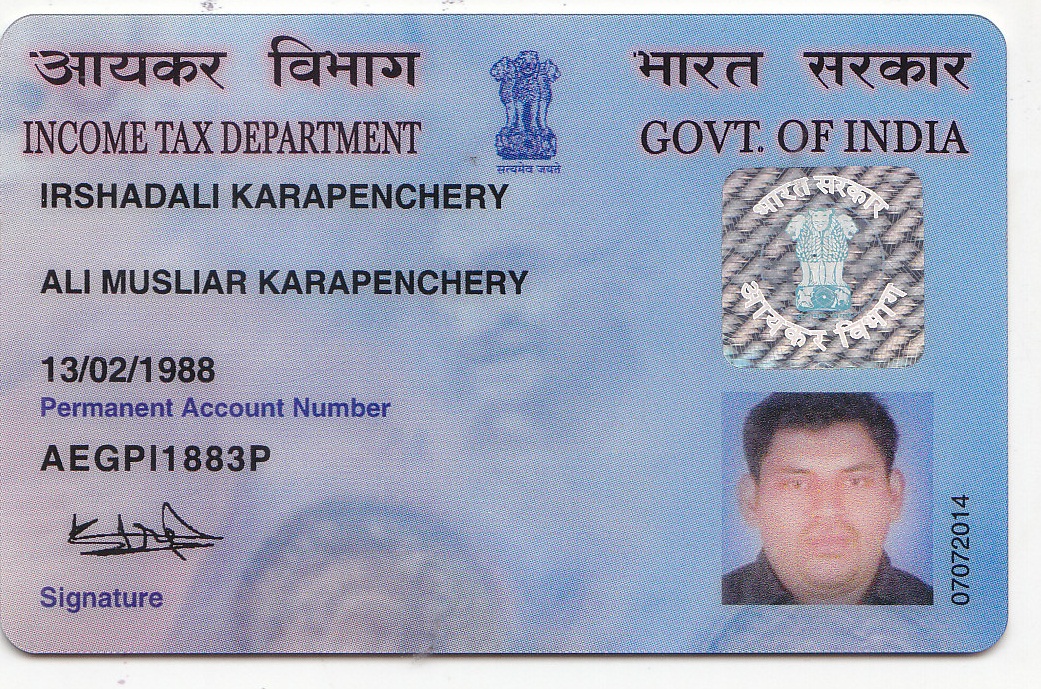 आयकर विभाग
भारत सरकार
INCOME TAX DEPARTMENT
GOVT. OF INDIA
सत्यमेव जयते
IRSHADALI KARAPENCHERY
भारत सरकार
आयकर विभाग
ALI MUSLIAR KARAPENCHERY
13/02/1988
Permanent Account Number
AEGPI1883P
Signature
07072014